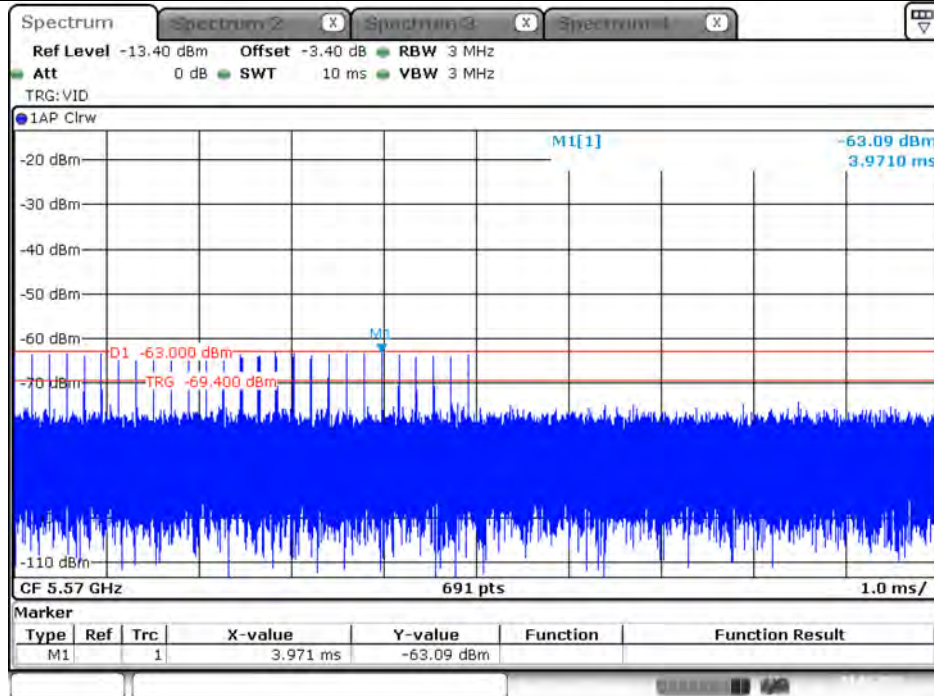 Spectrum Spectrum 2 X Spectrum 3 X Spectrum 4 X
Ref Level -13.40 dBm Offset -3.40 dB RBW 3 MHz
Att 0 dB SWT 10 ms VBW 3 MHz
TRG:VID
1AP Clrw
M1[1] -63.09 dBm
3.9710 ms
-20 dBm
-30 dBm
-40 dBm
-50 dBm
-60 dBm
M1
D1 -63.000 dBm
-70 dBm
TRG -69.400 dBm
-110 dBm
CF 5.57 GHz 691 pts 1.0 ms/
Marker
Type Ref Trc X-value Y-value Function Function Result
M1 1 3.971 ms -63.09 dBm